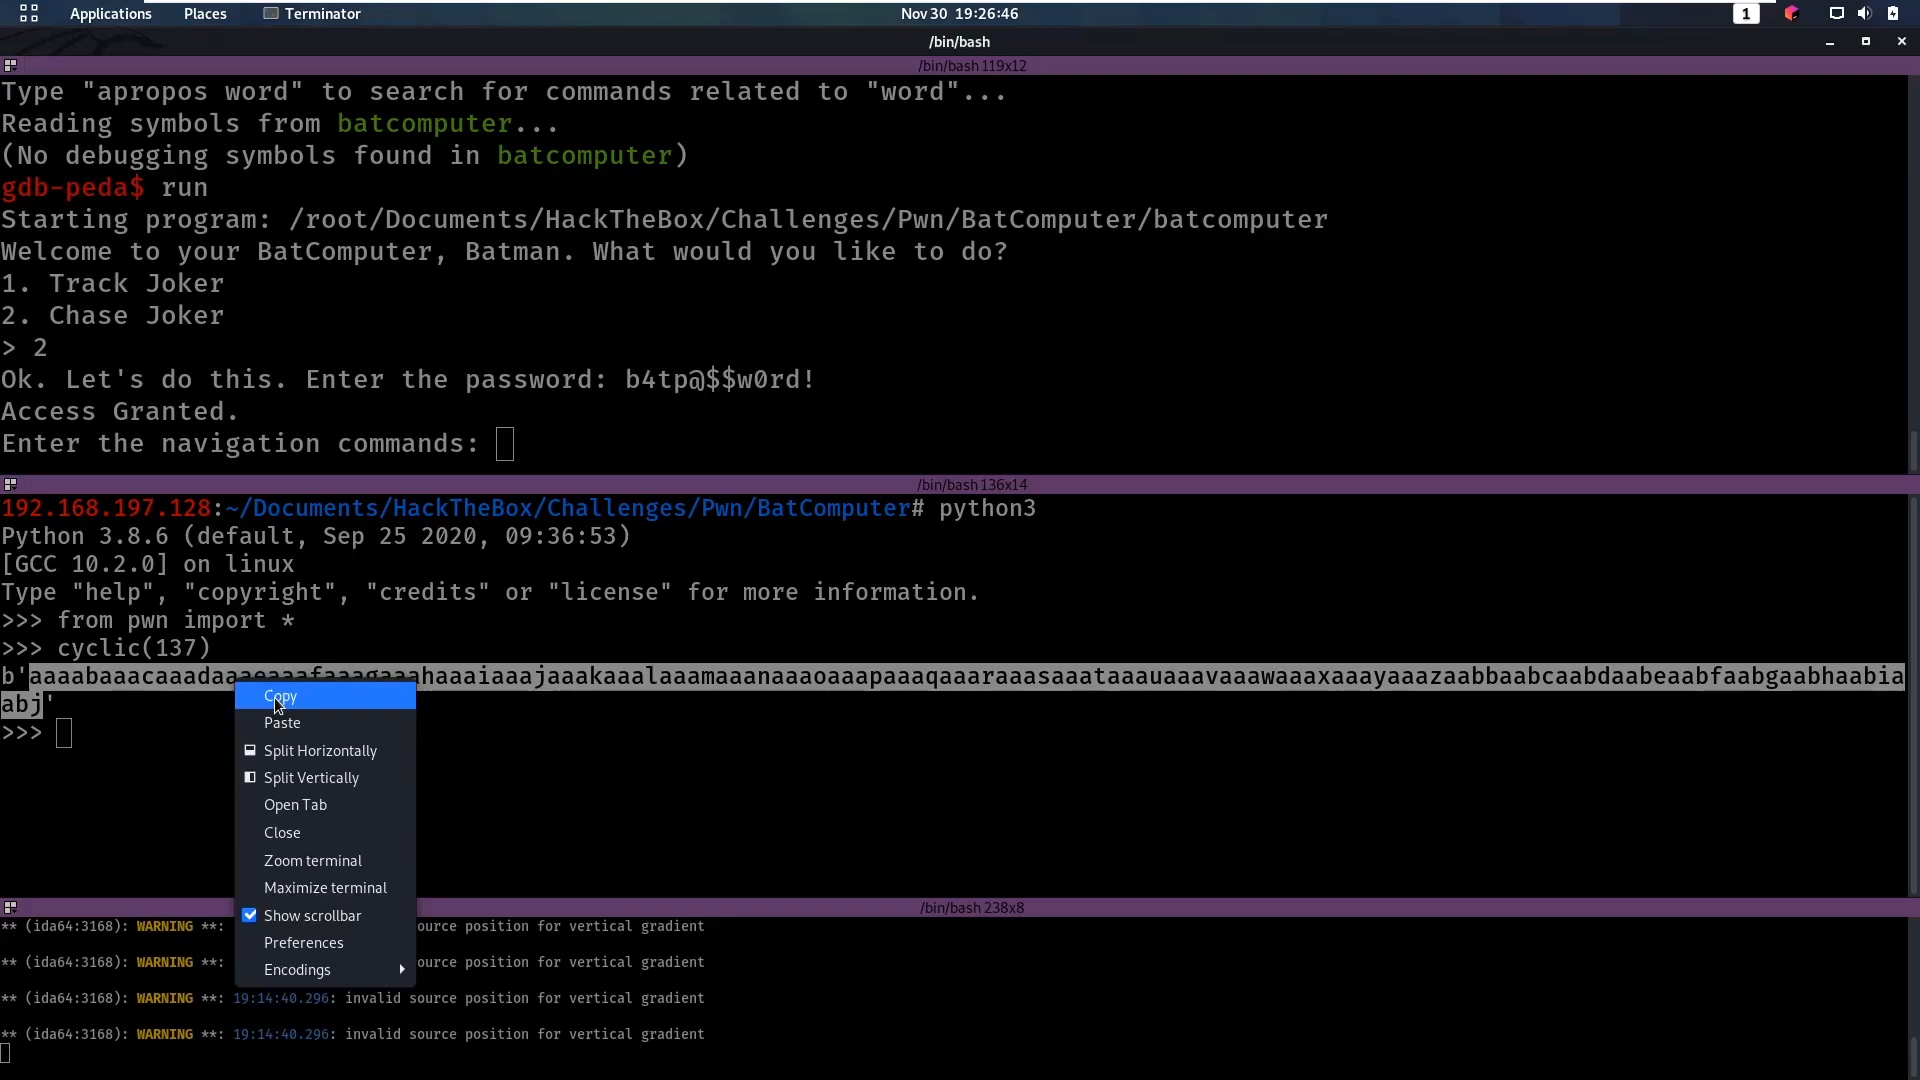 Applications Places Terminator Nov 30 19:26:46 1
/bin/bash
/bin/bash 119x12
Type "apropos word" to search for commands related to "word"...
Reading symbols from batcomputer...
(No debugging symbols found in batcomputer)
gdb-peda$ run
Starting program: /root/Documents/HackTheBox/Challenges/Pwn/BatComputer/batcomputer
Welcome to your BatComputer, Batman. What would you like to do?
1. Track Joker
2. Chase Joker
> 2
Ok. Let's do this. Enter the password: b4tp@$$w0rd!
Access Granted.
Enter the navigation commands:
/bin/bash 136x14
192.168.197.128:~/Documents/HackTheBox/Challenges/Pwn/BatComputer# python3
Python 3.8.6 (default, Sep 25 2020, 09:36:53)
[GCC 10.2.0] on linux
Type "help", "copyright", "credits" or "license" for more information.
>>> from pwn import *
>>> cyclic(137)
b'aaaabaaacaaadaaaeaaafaaagaaahaaaiaaajaaakaaalaaamaaanaaaoaaapaaaqaaaraaasaaataaauaaavaaawaaaxaaayaaazaabbaabcaabdaabeaabfaabgaabhaabia
abj'
>>>
Copy
Paste
Split Horizontally
Split Vertically
Open Tab
Close
Zoom terminal
Maximize terminal
Show scrollbar
Preferences
Encodings
/bin/bash 238x8
** (ida64:3168): WARNING **: ource position for vertical gradient
** (ida64:3168): WARNING **: ource position for vertical gradient
** (ida64:3168): WARNING **: 19:14:40.296: invalid source position for vertical gradient
** (ida64:3168): WARNING **: 19:14:40.296: invalid source position for vertical gradient